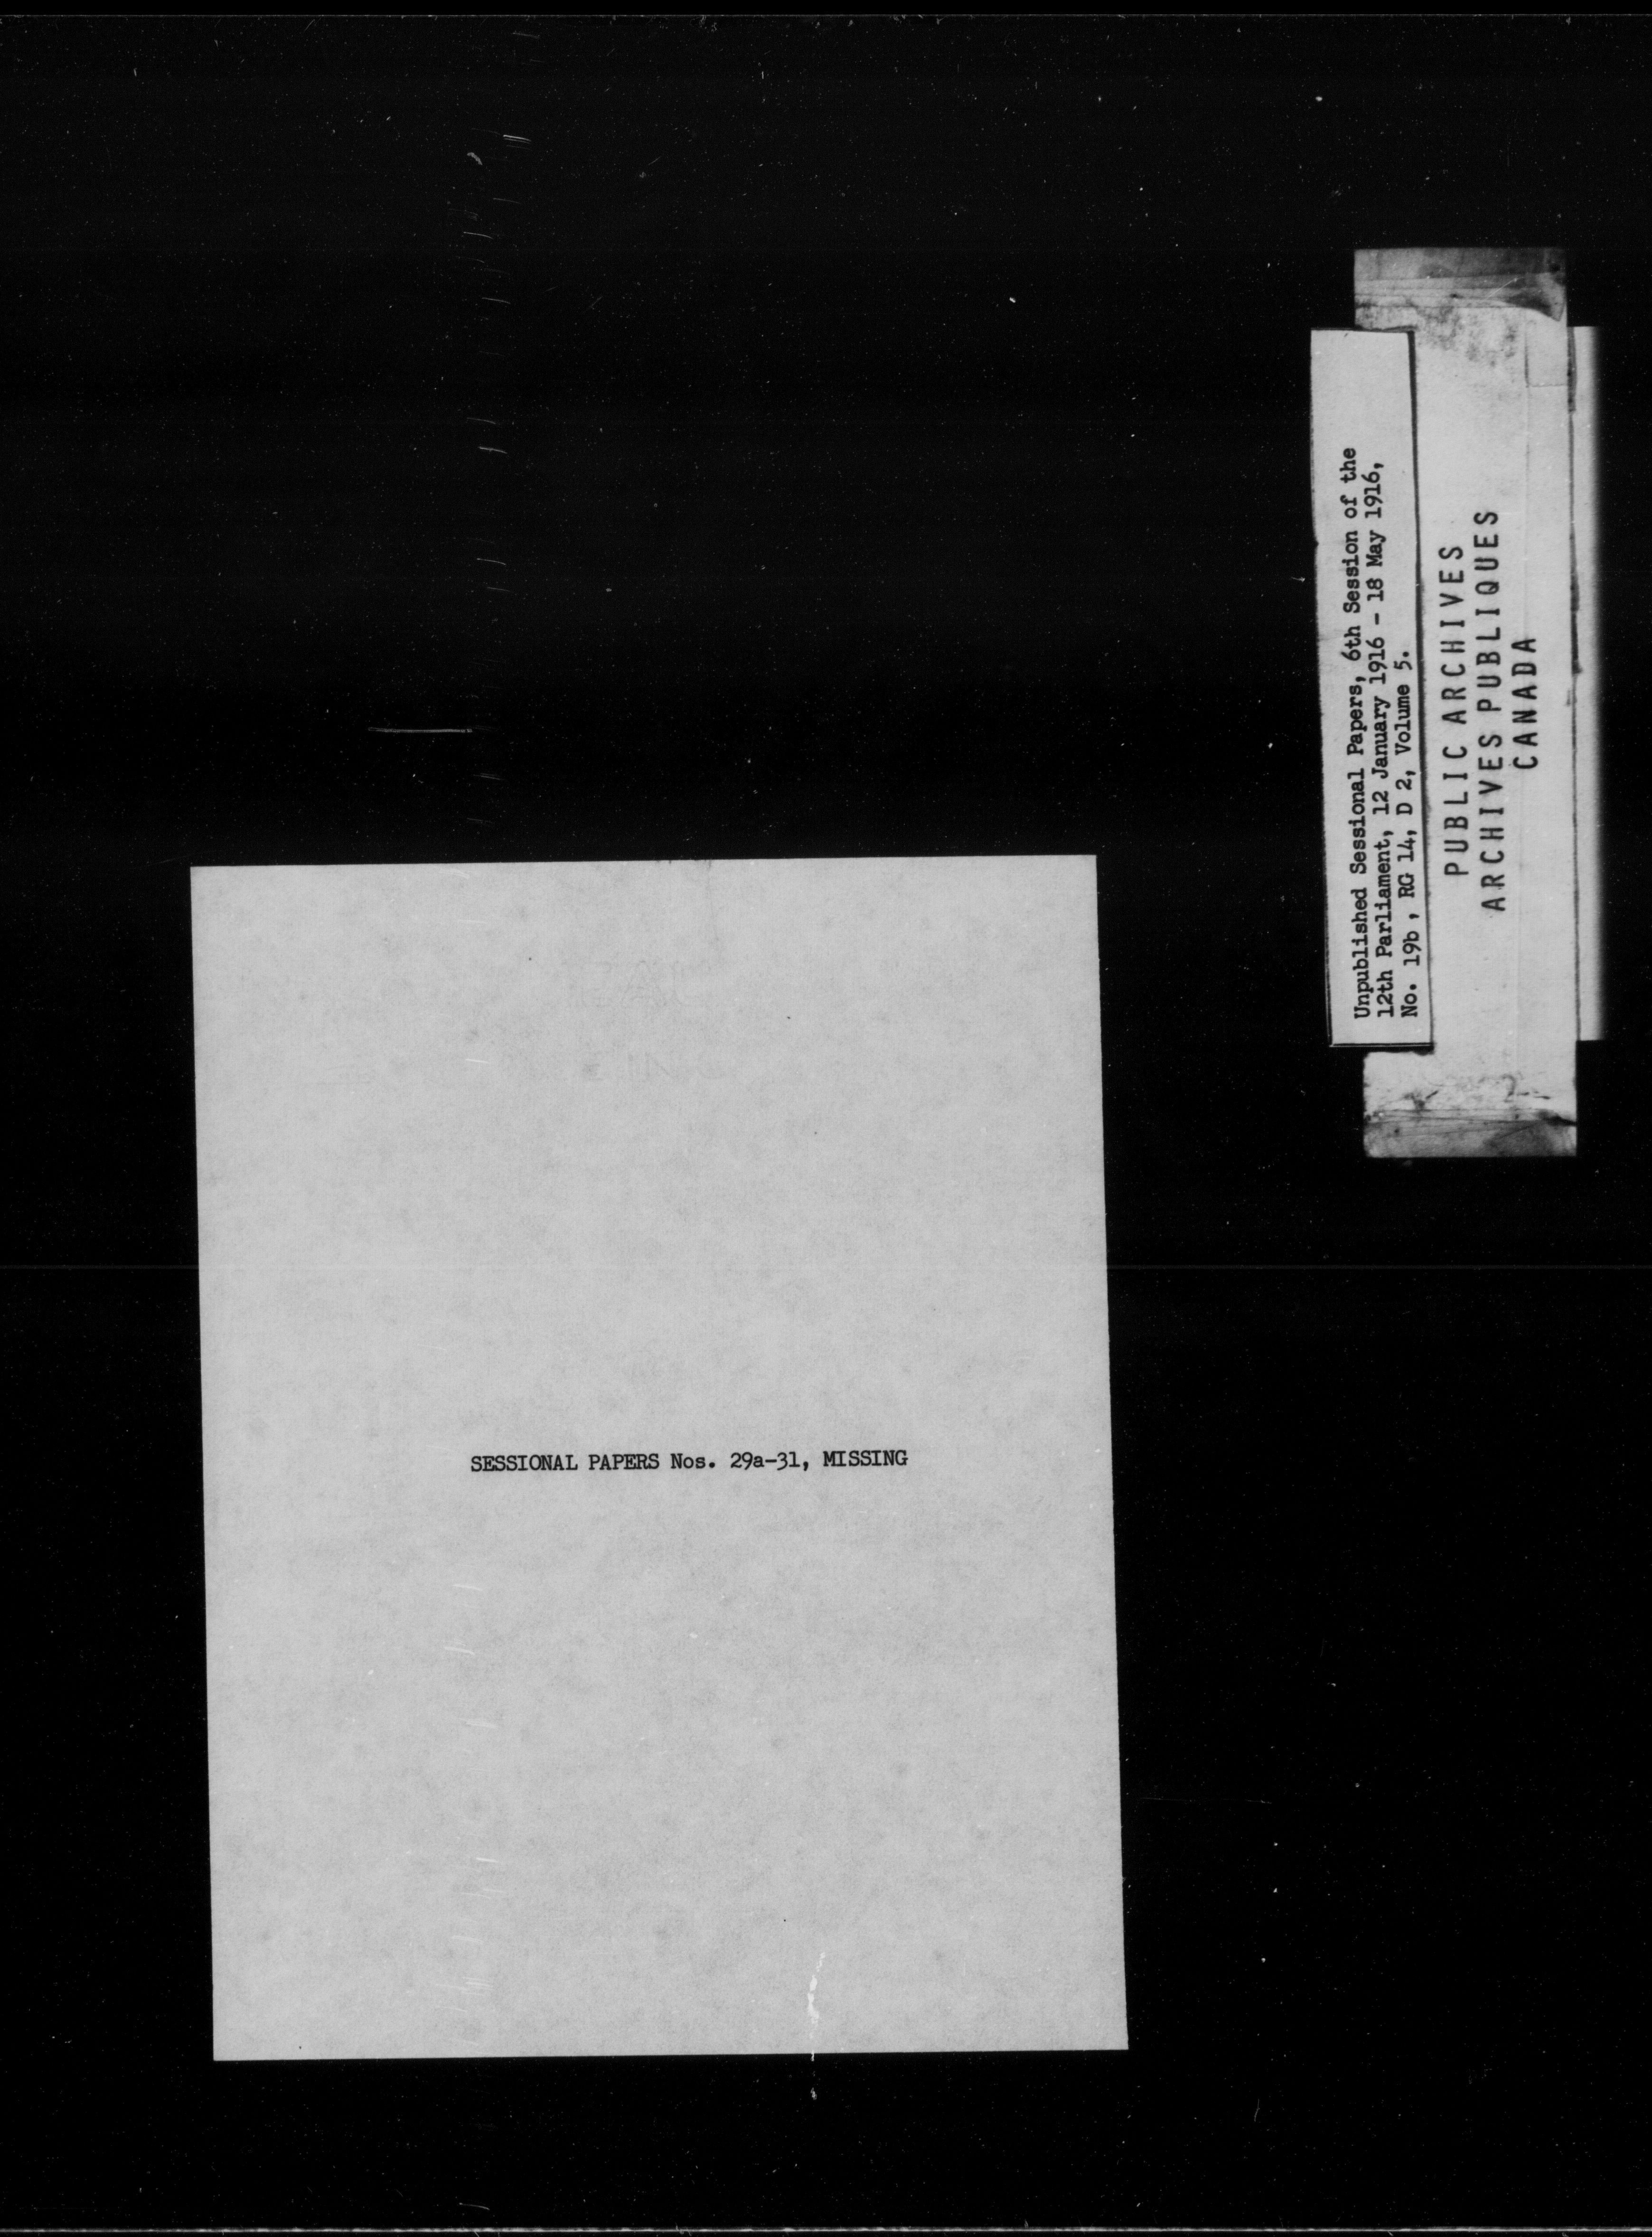 Unpublished Sessional Papers, 6th Session of the
12th Parliament, 12 January 1916 - 18 May 1916,
No. 19b, RG 14, D 2, Volume 5.
PUBLIC ARCHIVES
ARCHIVES PUBLIQUES
CANADA
SESSIONAL PAPERS Nos. 29a-31, MISSING